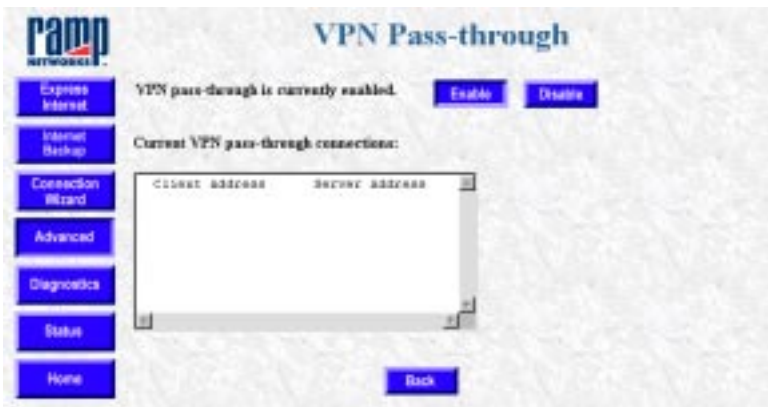 ramp
NETWORKS
VPN Pass-through
Express
Internet
VPN pass-through is currently enabled.
Enable
Disable
Internet
Backup
Current VPN pass-through connections:
Connection
Wizard
Client Address Server Address
Advanced
Diagnostics
Status
Home
Back